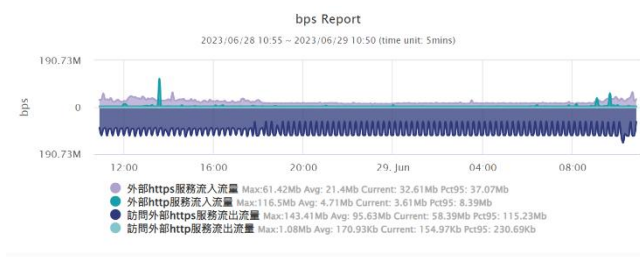 bps Report
2023/06/28 10:55 ~ 2023/06/29 10:50 (time unit: 5mins)
190.73M
bps
0
190.73M
12:00 16:00 20:00 29. Jun 04:00 08:00
外部https服務流入流量 Max:61.42Mb Avg: 21.4Mb Current: 32.61Mb Pct95: 37.07Mb
外部http服務流入流量 Max:116.5Mb Avg: 4.71Mb Current: 3.61Mb Pct95: 8.39Mb
訪問外部https服務流出流量 Max:143.41Mb Avg: 95.63Mb Current: 58.39Mb Pct95: 115.23Mb
訪問外部http服務流出流量 Max:1.08Mb Avg: 170.93Kb Current: 154.97Kb Pct95: 230.69Kb